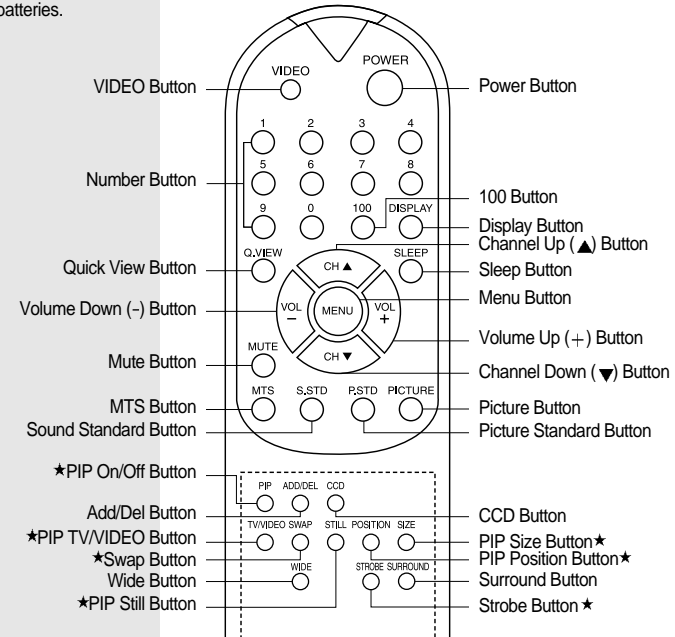 batteries.
VIDEO
POWER
VIDEO Button
Power Button
1 2 3 4
5 6 7 8
Number Button
100 Button
9 0 100 DISPLAY
Display Button
Channel Up (▲) Button
Q.VIEW
SLEEP
CH ▲
Quick View Button
Sleep Button
Menu Button
VOL
−
MENU
VOL
+
Volume Down (-) Button
Volume Up (+) Button
MUTE
CH ▼
Mute Button
Channel Down (▼) Button
MTS S.STD P.STD PICTURE
MTS Button
Picture Button
Sound Standard Button
Picture Standard Button
★PIP On/Off Button
PIP ADD/DEL CCD
Add/Del Button
CCD Button
TV/VIDEO SWAP STILL POSITION SIZE
★PIP TV/VIDEO Button
PIP Size Button★
★Swap Button
PIP Position Button★
WIDE STROBE SURROUND
Wide Button
Surround Button
★PIP Still Button
Strobe Button★